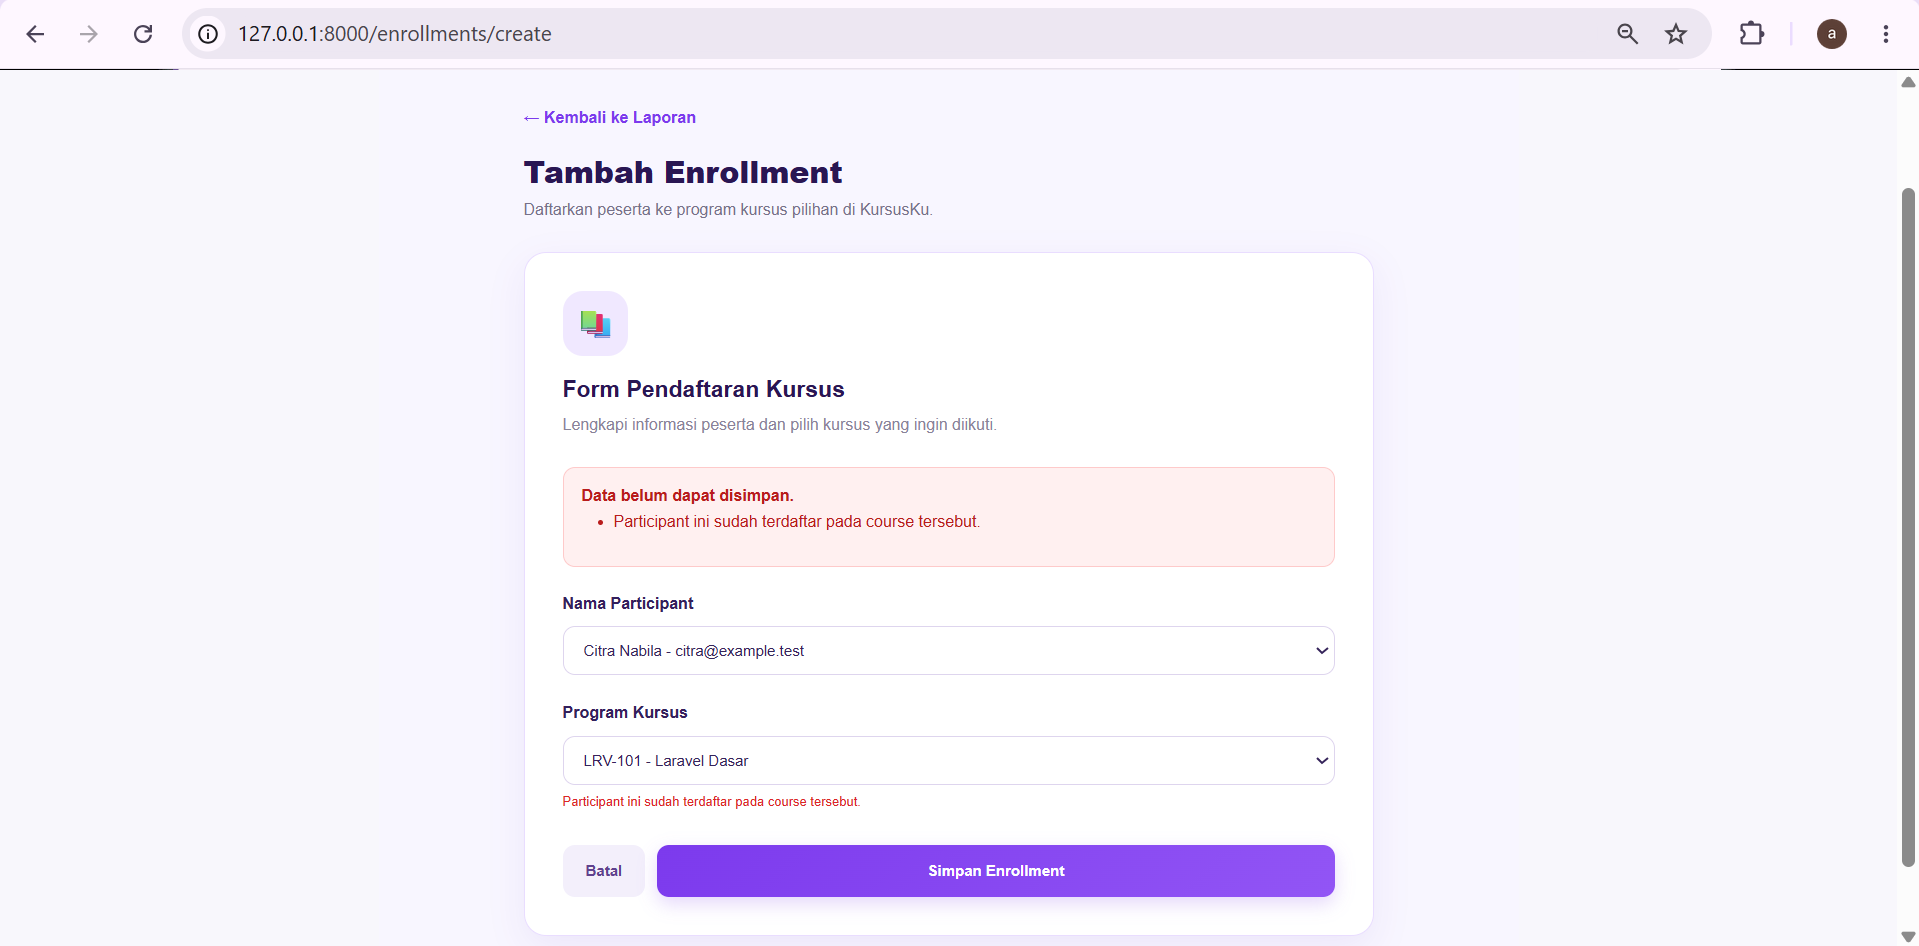 127.0.0.1:8000/enrollments/create
a
← Kembali ke Laporan
Tambah Enrollment
Daftarkan peserta ke program kursus pilihan di KursusKu.
Form Pendaftaran Kursus
Lengkapi informasi peserta dan pilih kursus yang ingin diikuti.
Data belum dapat disimpan.
• Participant ini sudah terdaftar pada course tersebut.
Nama Participant
Citra Nabila - citra@example.test
Program Kursus
LRV-101 - Laravel Dasar
Participant ini sudah terdaftar pada course tersebut.
Batal
Simpan Enrollment